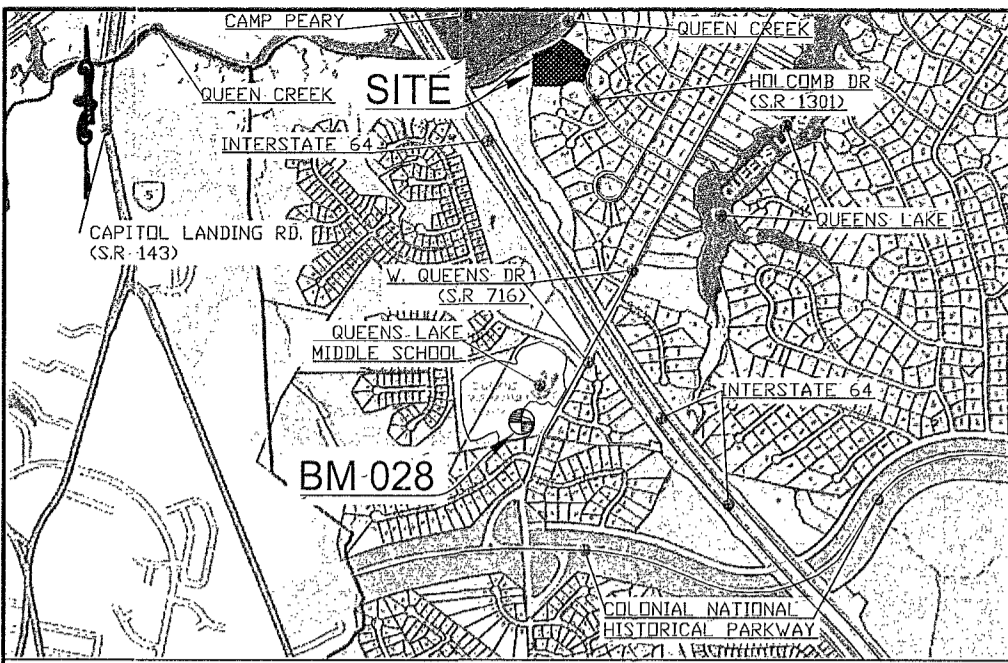 CAMP PEARY
QUEEN CREEK
QUEEN CREEK
SITE
HOLCOMB DR
(S.R 1301)
INTERSTATE 64
5
CAPITOL LANDING RD.
(S.R 143)
QUEENS LAKE
W. QUEENS DR
(S.R 716)
QUEENS LAKE
MIDDLE SCHOOL
INTERSTATE 64
BM-028
COLONIAL NATIONAL
HISTORICAL PARKWAY